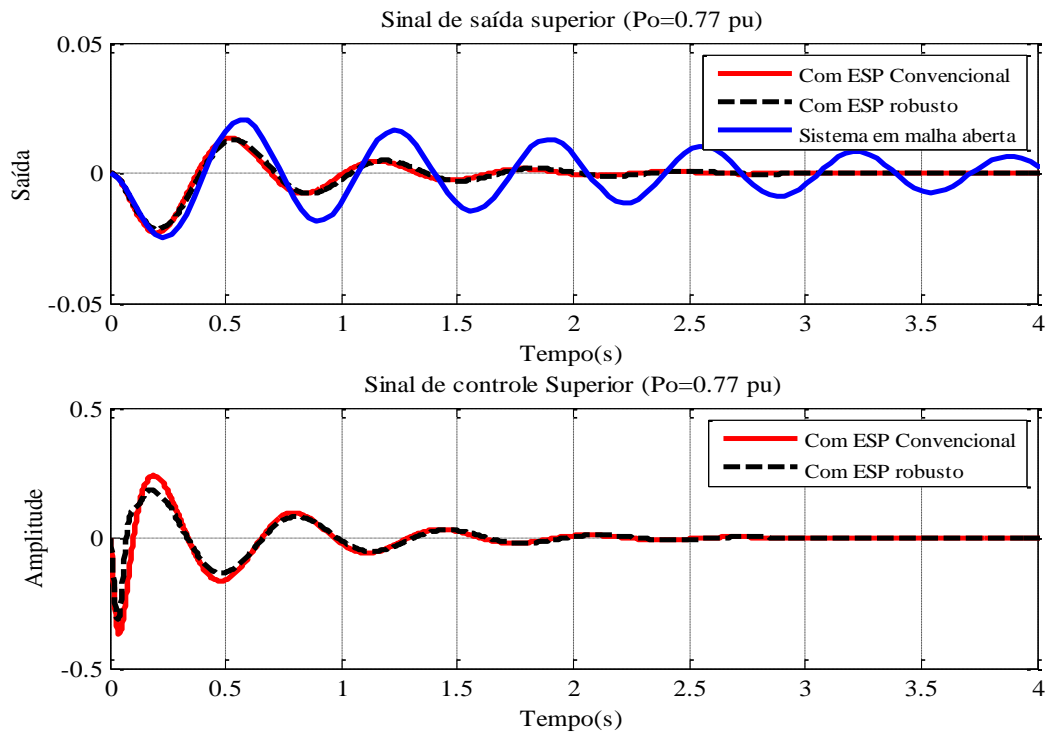 Sinal de saída superior (Po=0.77 pu)
0.05
0
-0.05
Saída
Com ESP Convencional
Com ESP robusto
Sistema em malha aberta
0 0.5 1 1.5 2 2.5 3 3.5 4
Tempo(s)
Sinal de controle Superior (Po=0.77 pu)
0.5
0
-0.5
Amplitude
Com ESP Convencional
Com ESP robusto
0 0.5 1 1.5 2 2.5 3 3.5 4
Tempo(s)